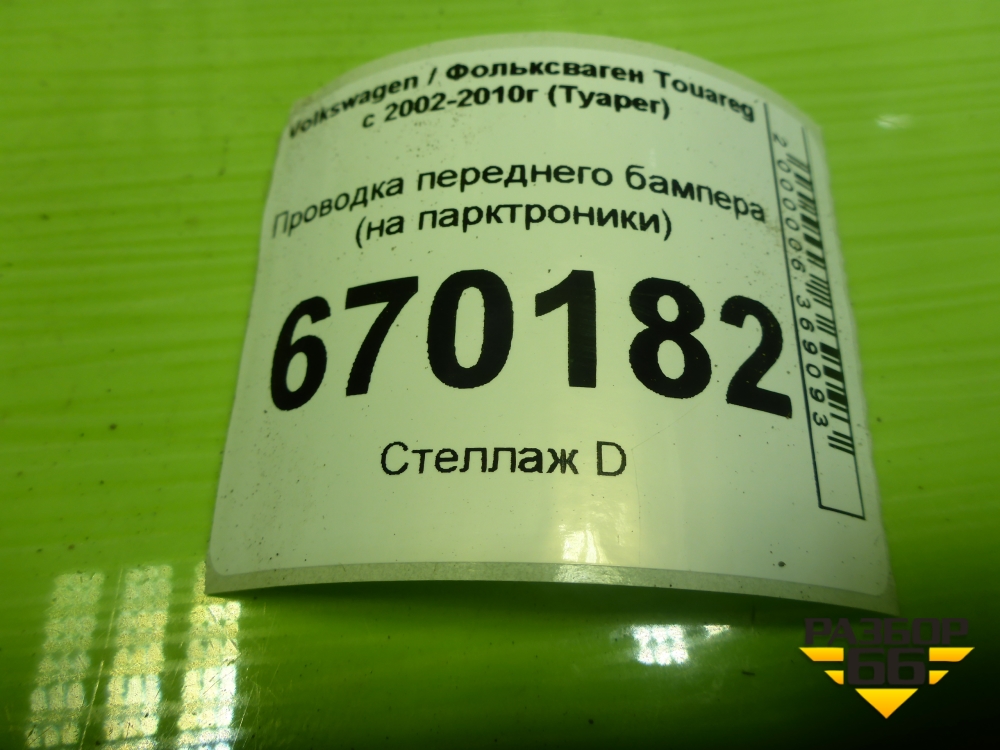 Volkswagen / Фольксваген Touareg
с 2002-2010г (Туарег)
Проводка переднего бампера
(на парктроники)
670182
Стеллаж D
2000006369093
РАЗБОР
66